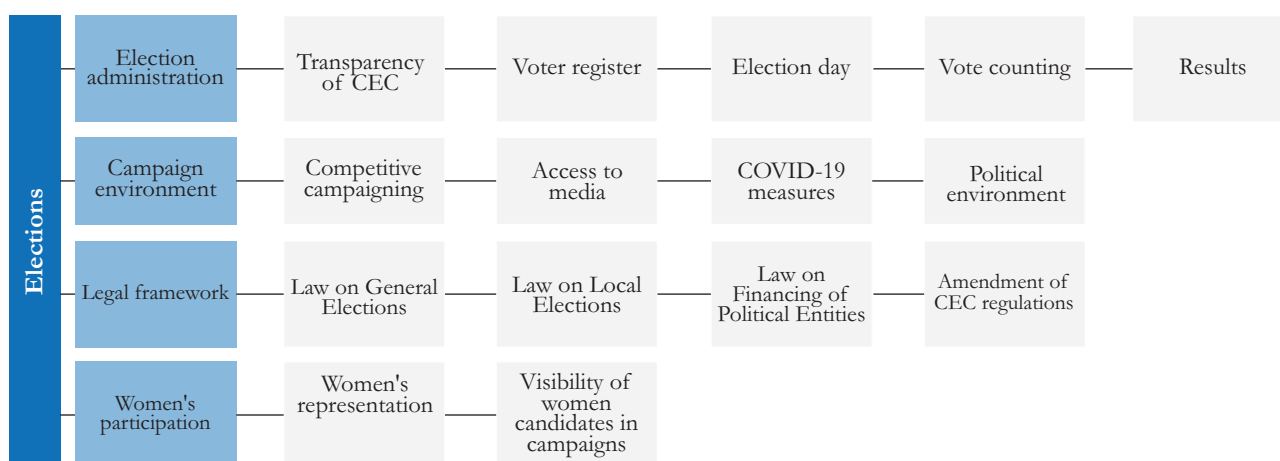 Elections
Election
administration
Transparency
of CEC
Voter register
Election day
Vote counting
Results
Campaign
environment
Competitive
campaigning
Access to
media
COVID-19
measures
Political
environment
Legal framework
Law on General
Elections
Law on Local
Elections
Law on
Financing of
Political Entities
Amendment of
CEC regulations
Women's
participation
Women's
representation
Visibility of
women
candidates in
campaigns